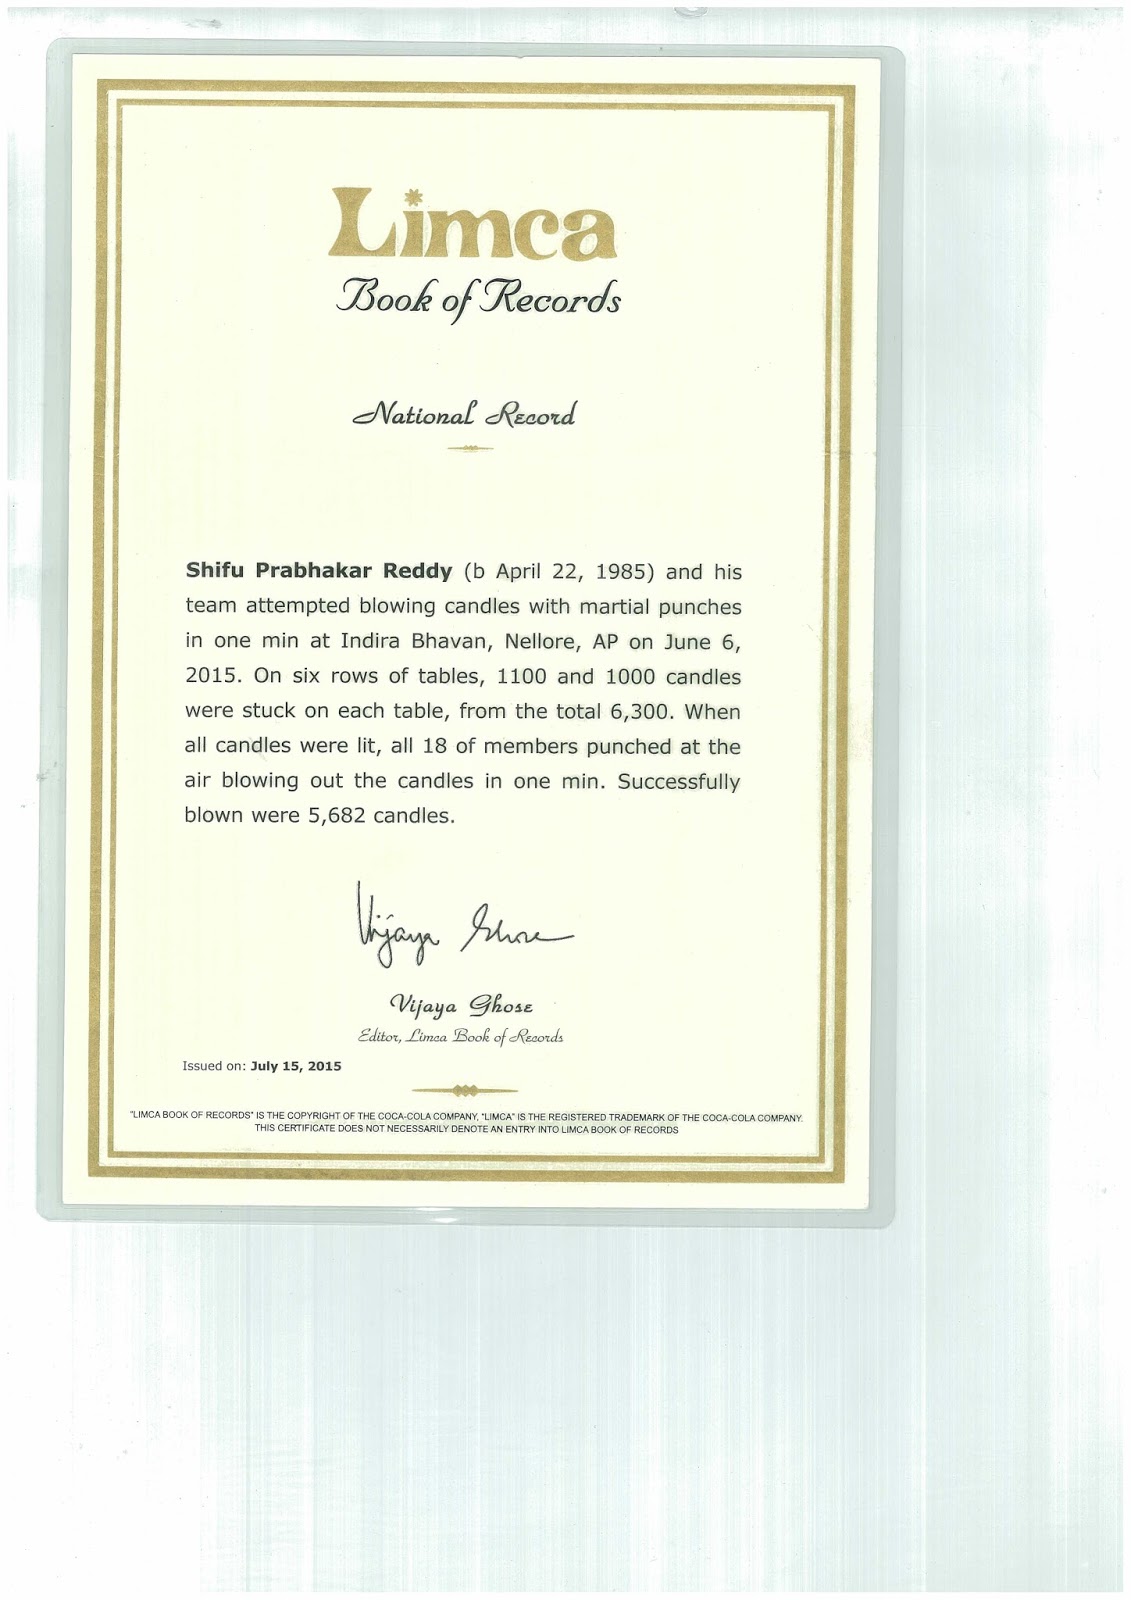 Limca
Book of Records
National Record
Shifu Prabhakar Reddy (b April 22, 1985) and his
team attempted blowing candles with martial punches
in one min at Indira Bhavan, Nellore, AP on June 6,
2015. On six rows of tables, 1100 and 1000 candles
were stuck on each table, from the total 6,300. When
all candles were lit, all 18 of members punched at the
air blowing out the candles in one min. Successfully
blown were 5,682 candles.
Vijaya Ghose
Vijaya Ghose
Editor, Limca Book of Records
Issued on: July 15, 2015
"LIMCA BOOK OF RECORDS" IS THE COPYRIGHT OF THE COCA-COLA COMPANY, "LIMCA" IS THE REGISTERED TRADEMARK OF THE COCA-COLA COMPANY.
THIS CERTIFICATE DOES NOT NECESSARILY DENOTE AN ENTRY INTO LIMCA BOOK OF RECORDS